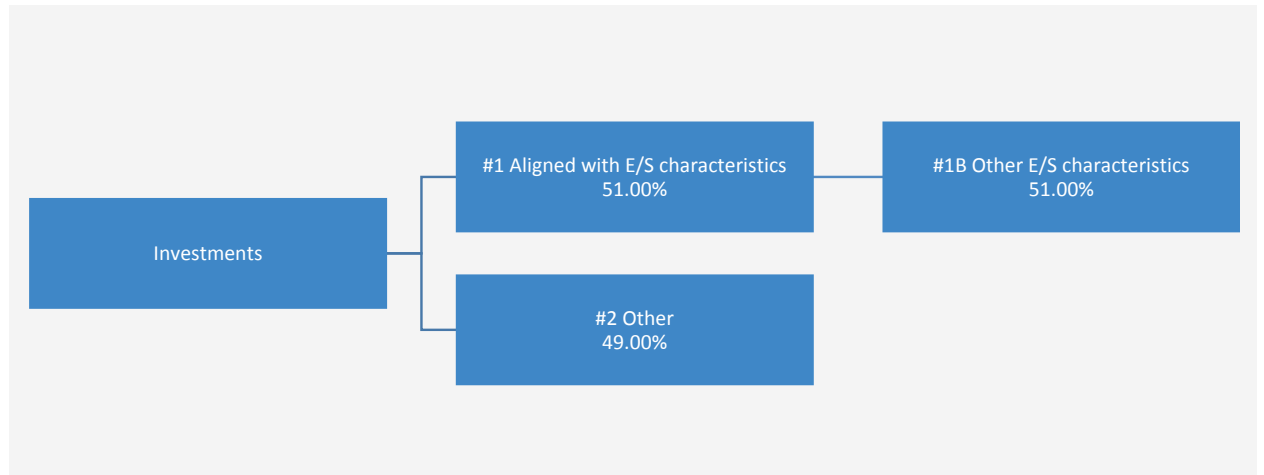 Investments
#1 Aligned with E/S characteristics
51.00%
#1B Other E/S characteristics
51.00%
#2 Other
49.00%